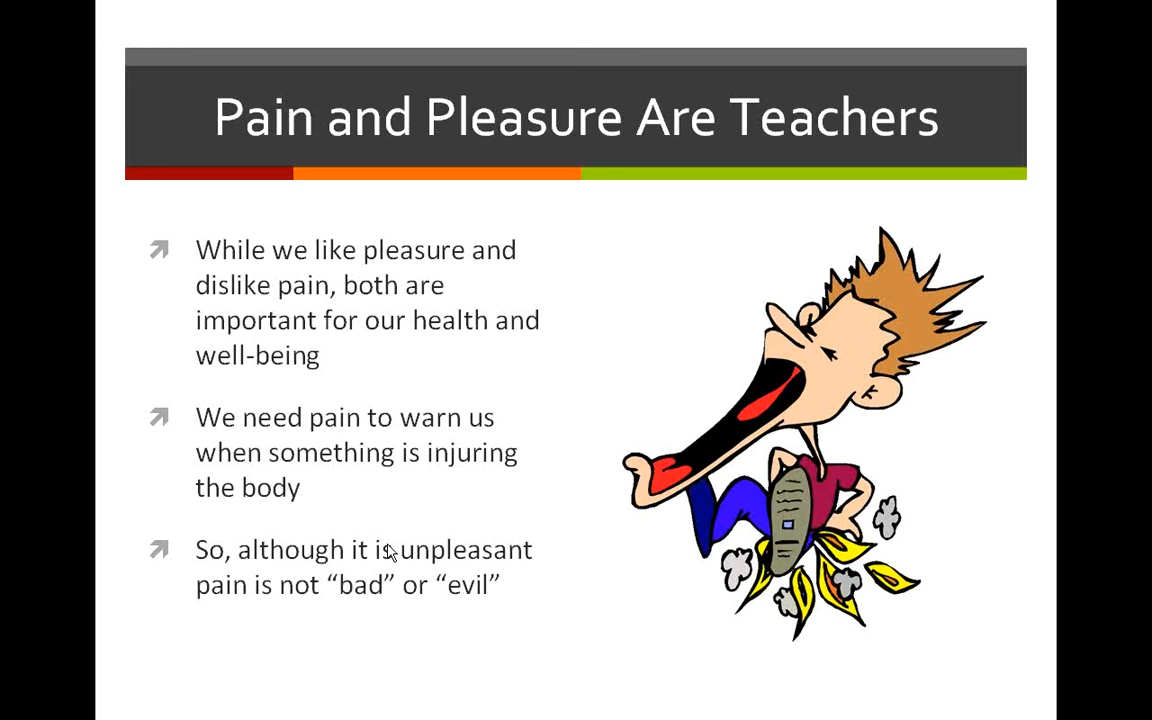 Pain and Pleasure Are Teachers
While we like pleasure and
dislike pain, both are
important for our health and
well-being
We need pain to warn us
when something is injuring
the body
So, although it is unpleasant
pain is not “bad” or “evil”